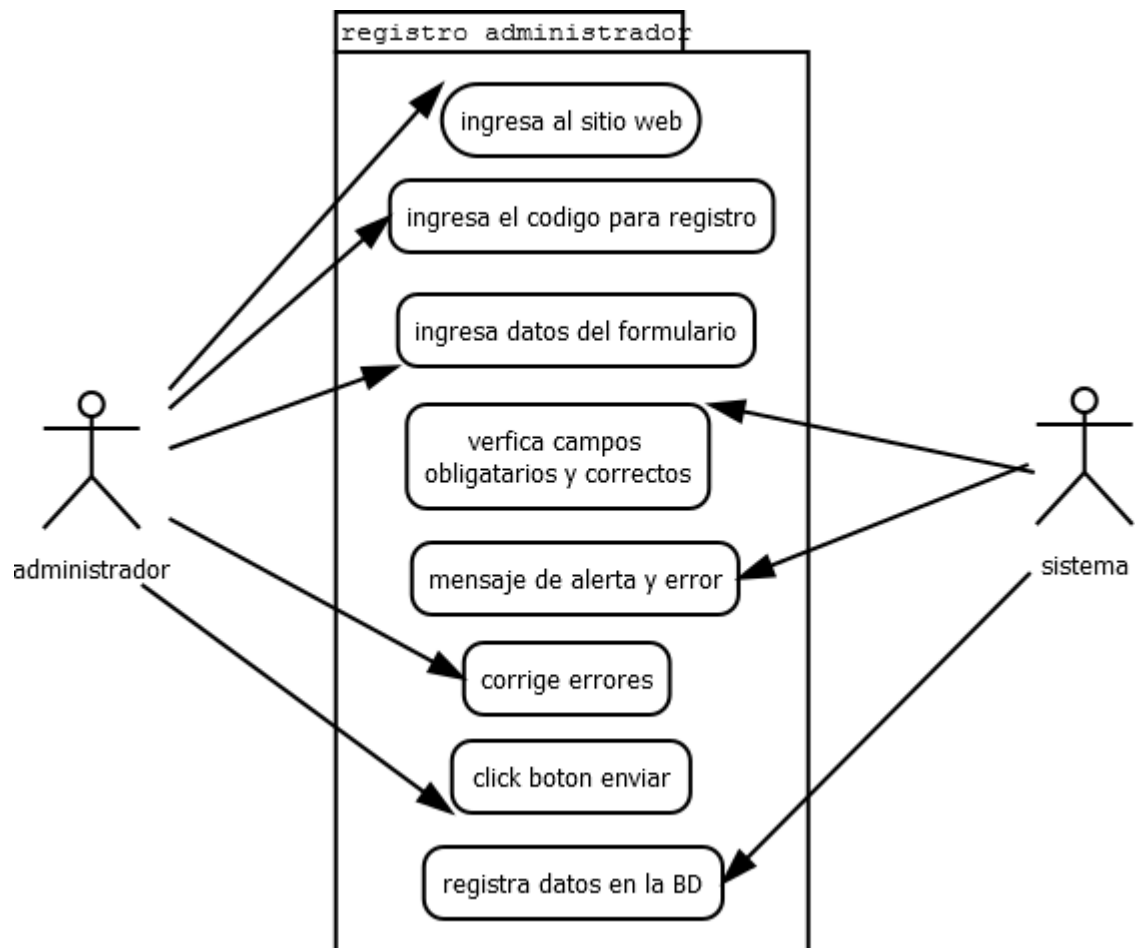 registro administrador
ingresa al sitio web
ingresa el codigo para registro
ingresa datos del formulario
verfica campos
obligatarios y correctos
mensaje de alerta y error
administrador
sistema
corrige errores
click boton enviar
registra datos en la BD